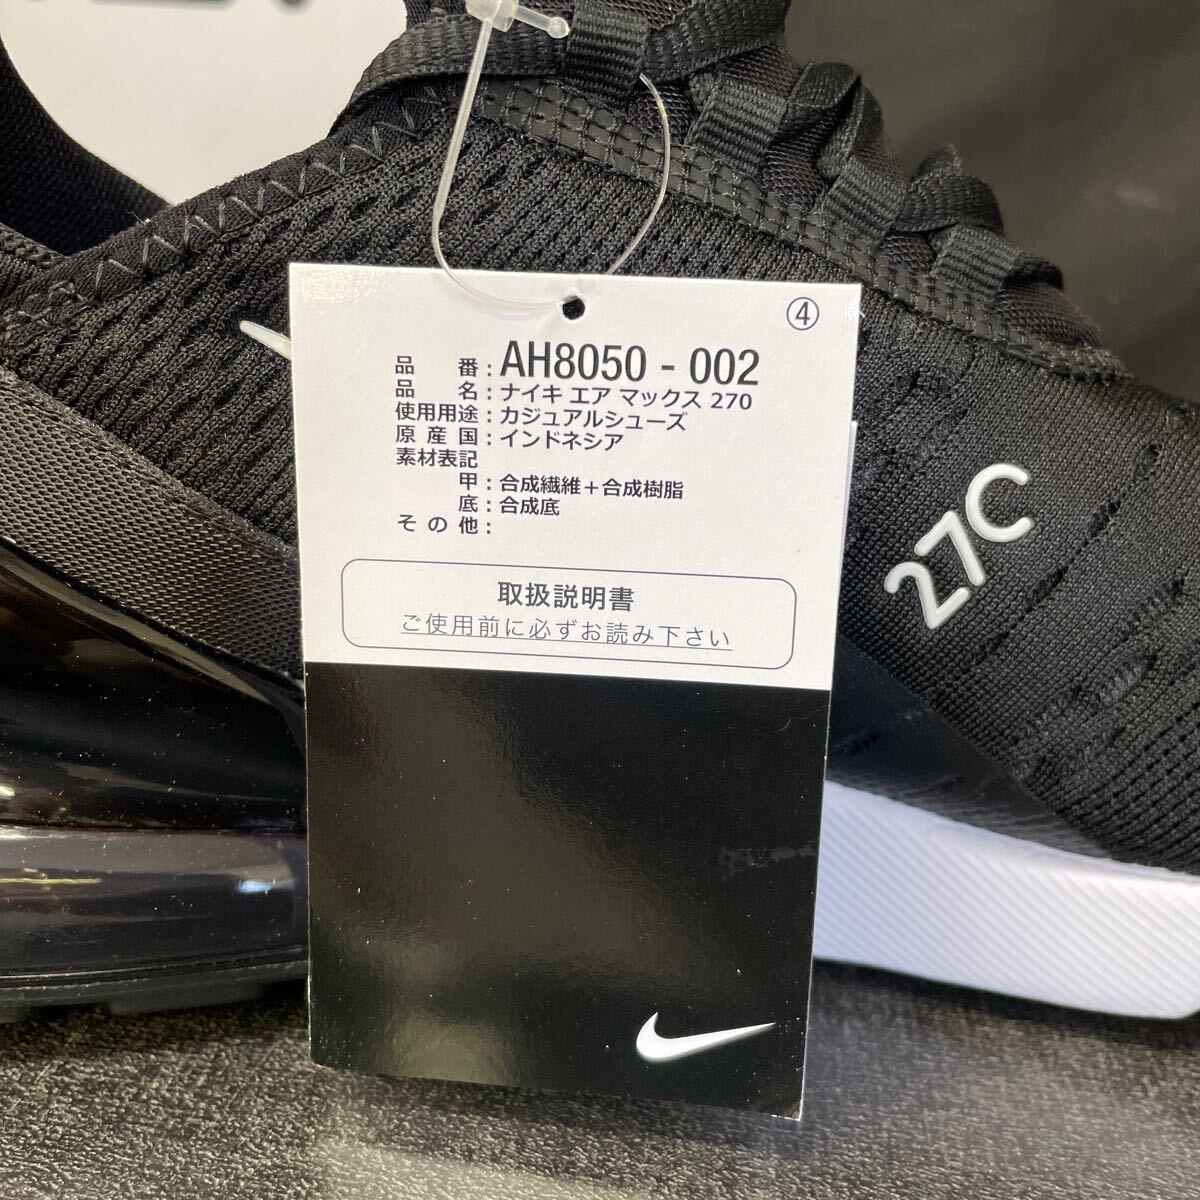 ④
品 番：AH8050 - 002
品 名：ナイキ エア マックス 270
使用用途：カジュアルシューズ
原産国：インドネシア
素材表記
甲：合成繊維＋合成樹脂
底：合成底
その他：
取扱説明書
ご使用前に必ずお読み下さい
27C